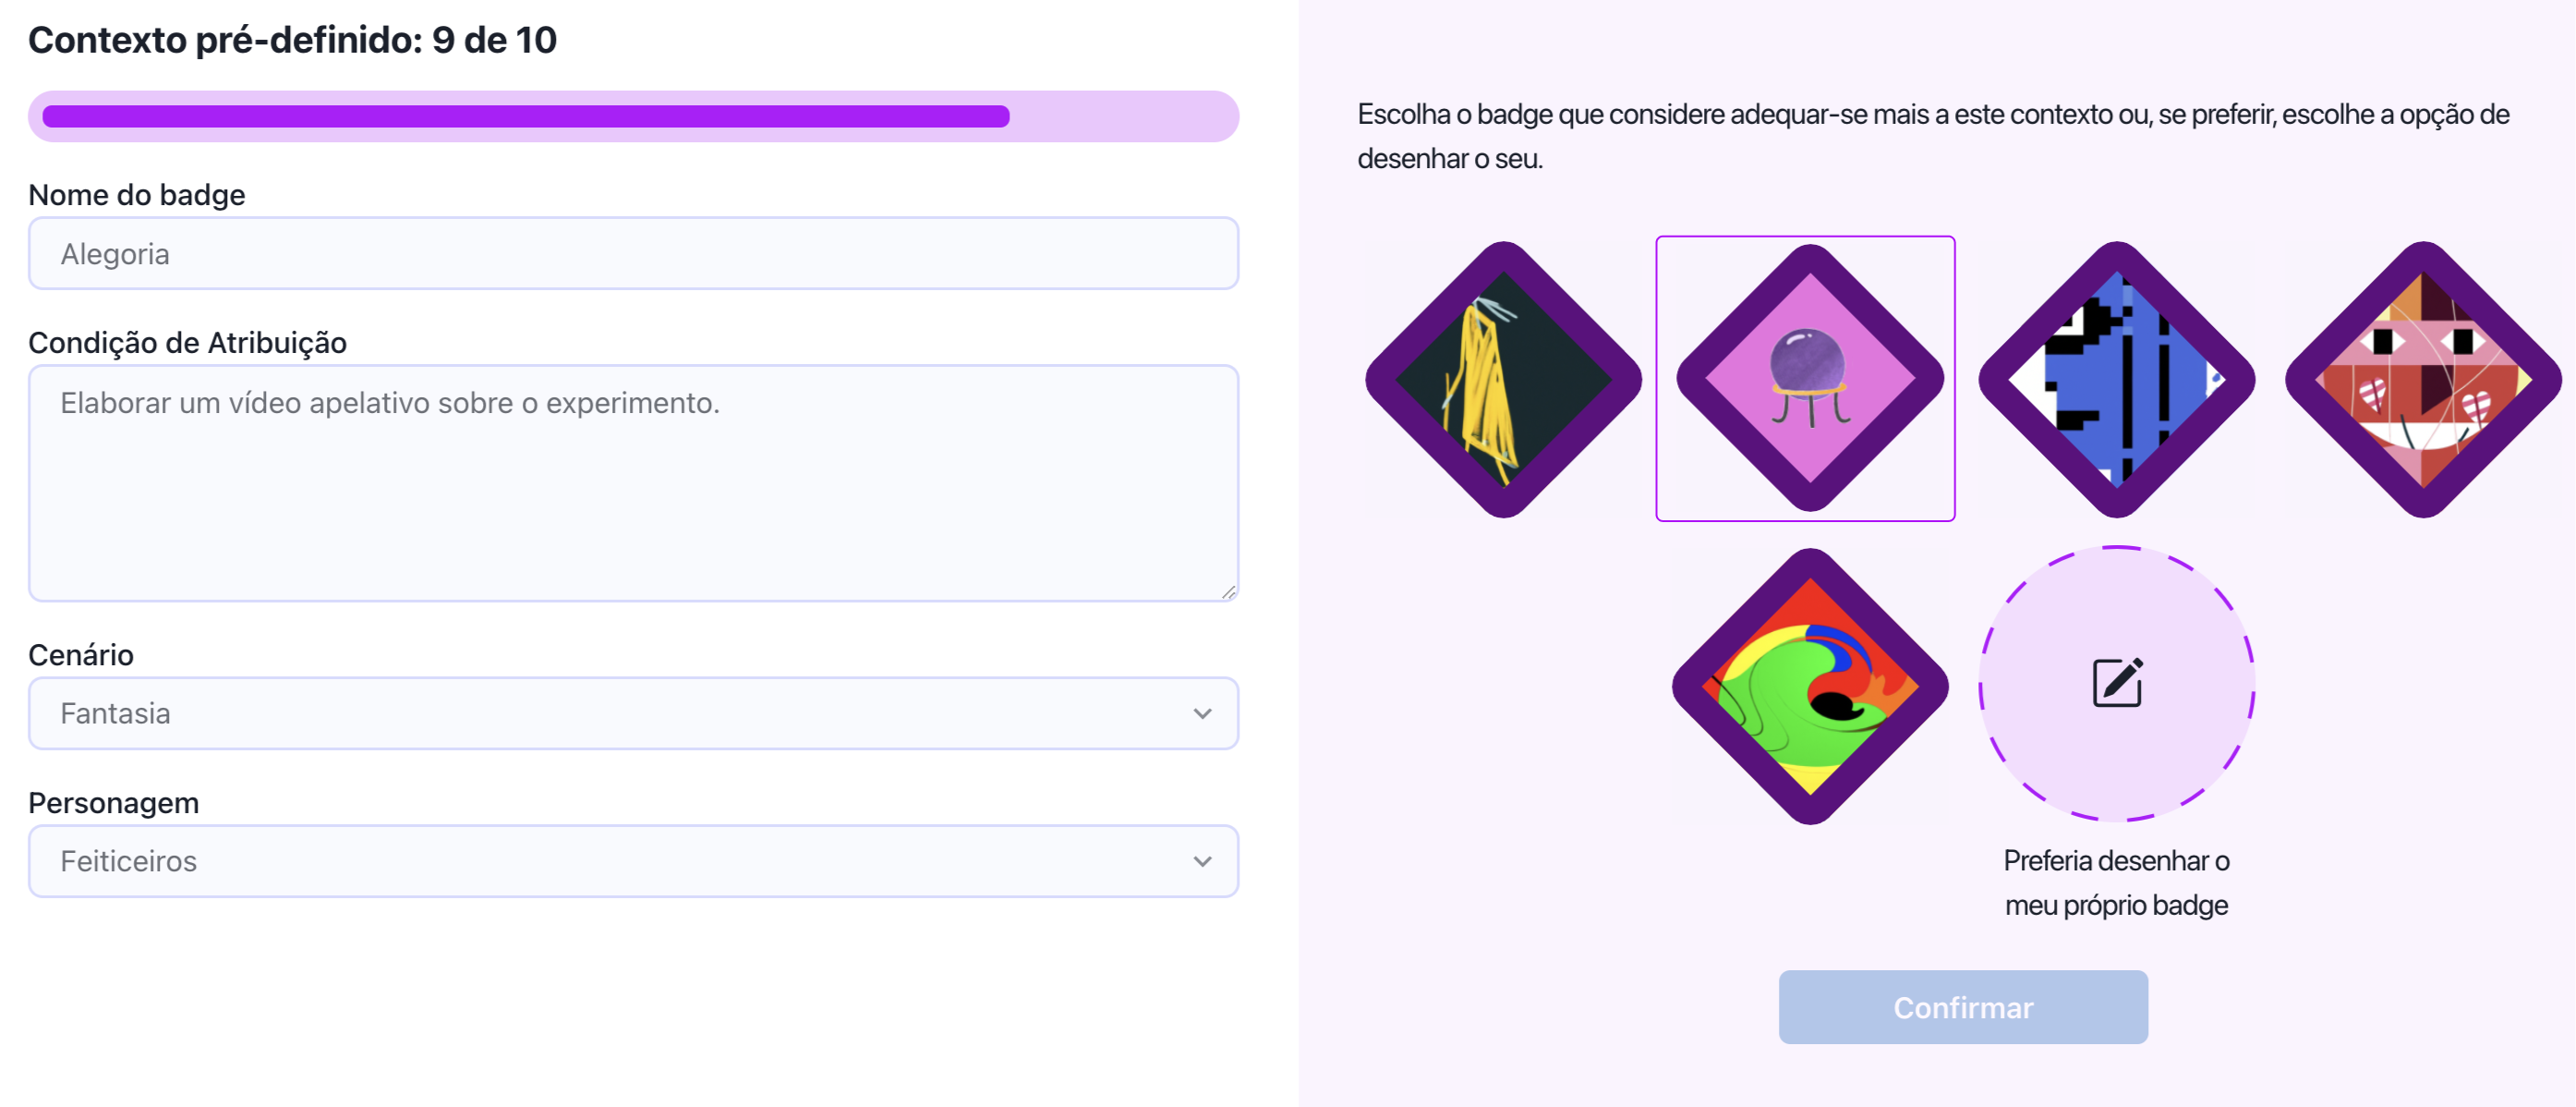 Contexto pré-definido: 9 de 10
Nome do badge
Alegoria
Condição de Atribuição
Elaborar um vídeo apelativo sobre o experimento.
Cenário
Fantasia
Personagem
Feiticeiros
Escolha o badge que considere adequar-se mais a este contexto ou, se preferir, escolhe a opção de
desenhar o seu.
Preferia desenhar o
meu próprio badge
Confirmar